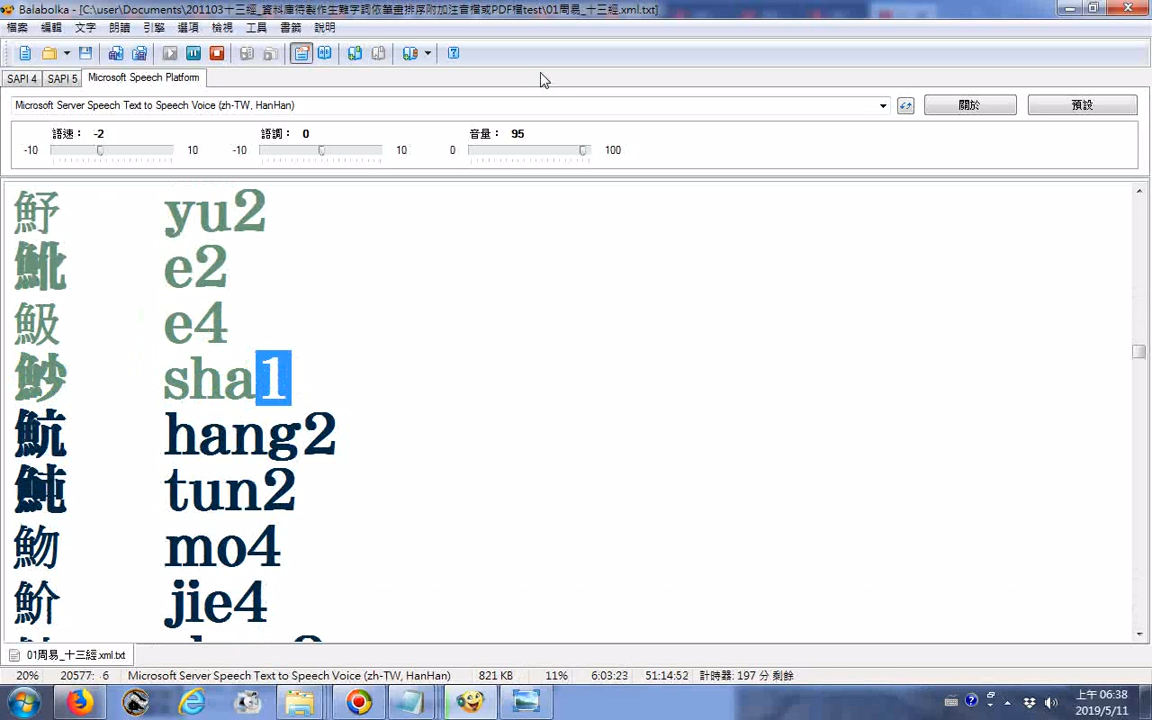 Balabolka - [C:\user\Documents\201103十三經_資料庫待製作生難字詞依筆畫排序附加注音檔或PDF檔test\01周易_十三經.xml.txt]
檔案 編輯 文字 朗讀 引擎 選項 檢視 工具 書籤 說明
SAPI 4 SAPI 5 Microsoft Speech Platform
Microsoft Server Speech Text to Speech Voice (zh-TW, HanHan) 關於 預設
語速： -2 語調： 0 音量： 95
-10 10 -10 10 0 100
魣 yu2
魤 e2
魥 e4
魦 sha1
魧 hang2
魨 tun2
魩 mo4
魪 jie4
01周易_十三經.xml.txt
20% 20577: 6 Microsoft Server Speech Text to Speech Voice (zh-TW, HanHan) 821 KB 11% 6:03:23 51:14:52 計時器: 197 分 剩餘
上午 06:38
2019/5/11